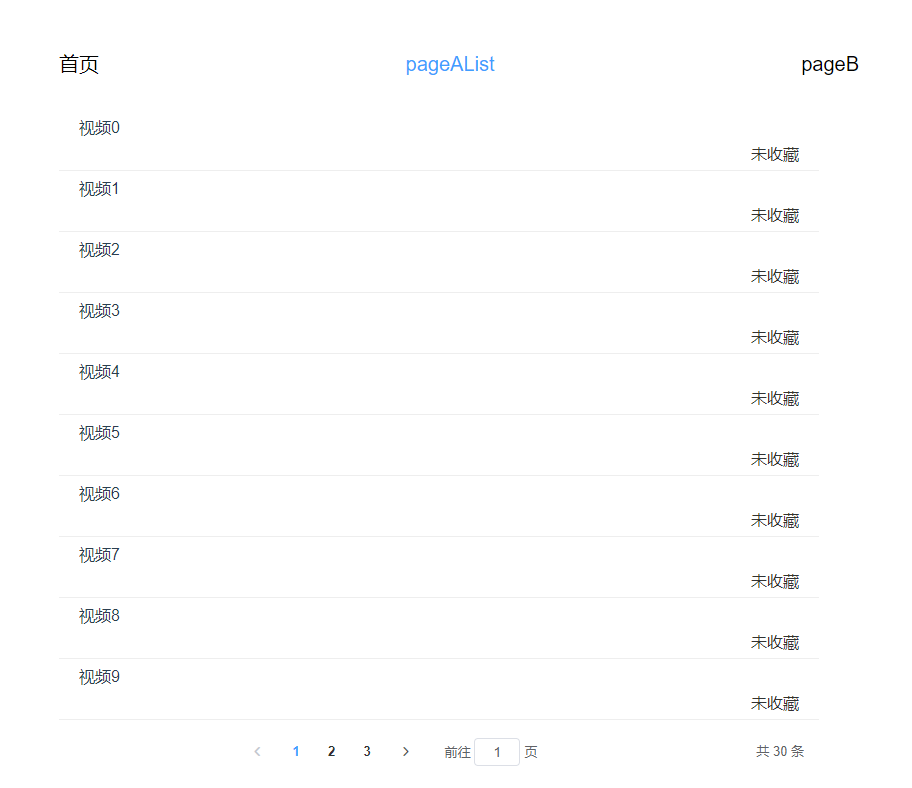 首页 pageAList pageB
视频0
未收藏
视频1
未收藏
视频2
未收藏
视频3
未收藏
视频4
未收藏
视频5
未收藏
视频6
未收藏
视频7
未收藏
视频8
未收藏
视频9
未收藏
1 2 3 前往 1 页 共 30 条